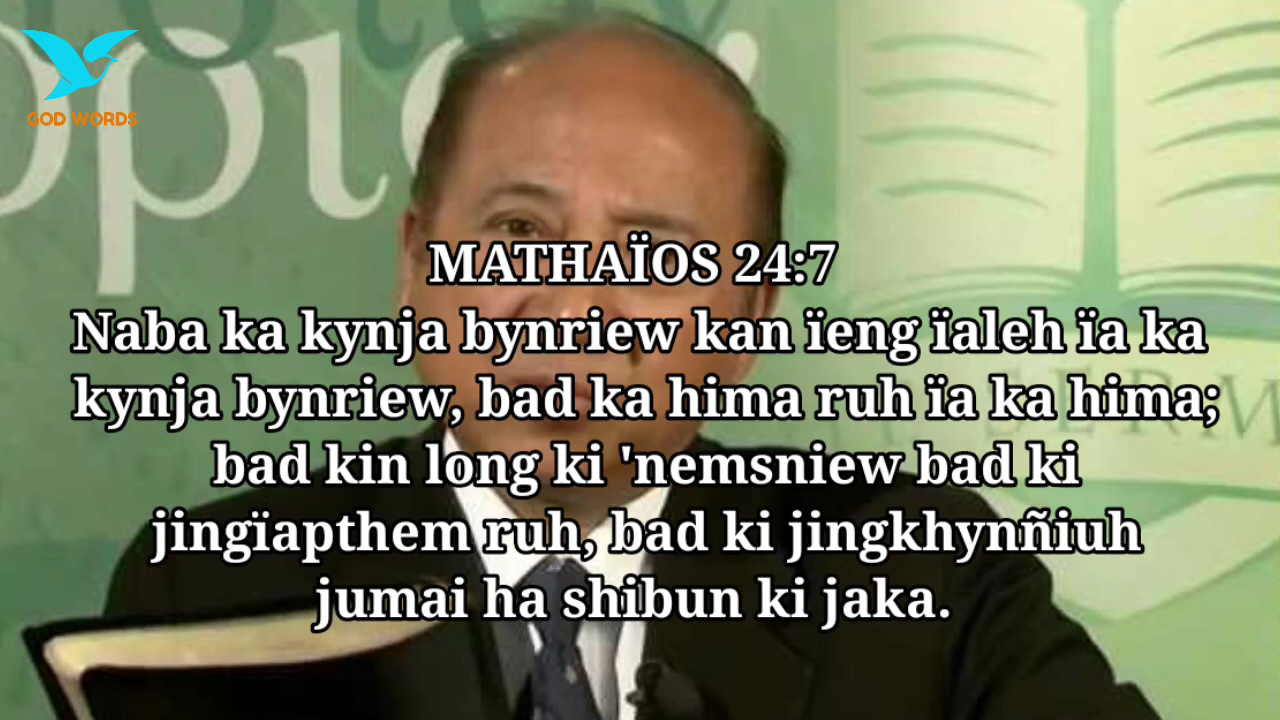 GOD WORDS
MATHAÏOS 24:7
Naba ka kynja bynriew kan ïeng ïaleh ïa ka
kynja bynriew, bad ka hima ruh ïa ka hima;
bad kin long ki 'nemsniew bad ki
jingïapthem ruh, bad ki jingkhynñiuh
jumai ha shibun ki jaka.